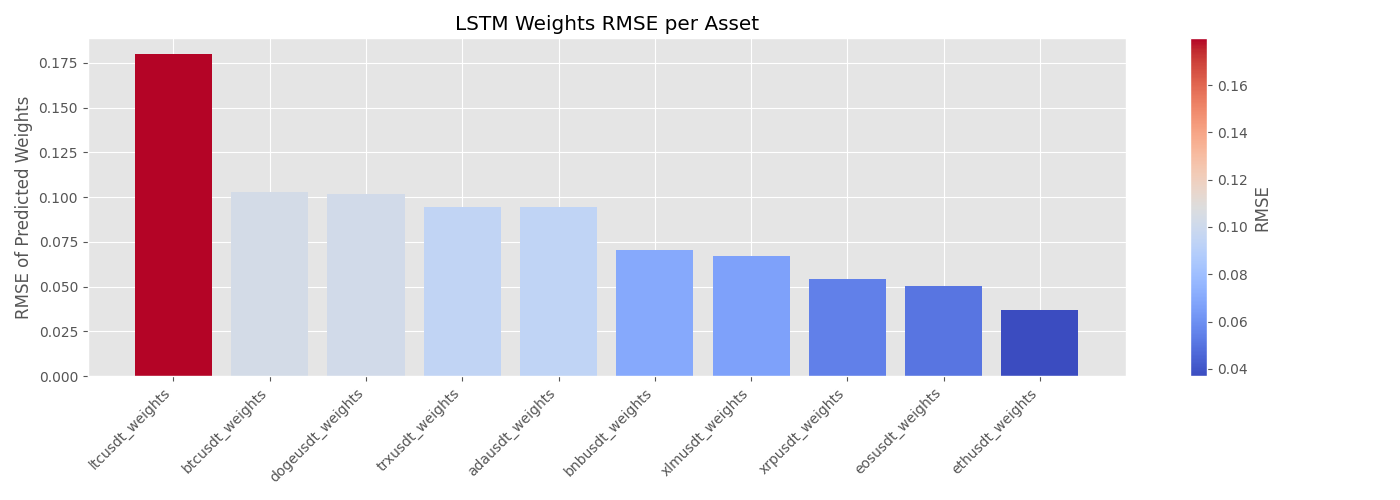 LSTM Weights RMSE per Asset
RMSE of Predicted Weights
0.175
0.150
0.125
0.100
0.075
0.050
0.025
0.000
ltcusdt_weights
btcusdt_weights
dogeusdt_weights
trxusdt_weights
adausdt_weights
bnbusdt_weights
xlmusdt_weights
xrpusdt_weights
eosusdt_weights
ethusdt_weights
0.16
0.14
0.12
0.10
0.08
0.06
0.04
RMSE